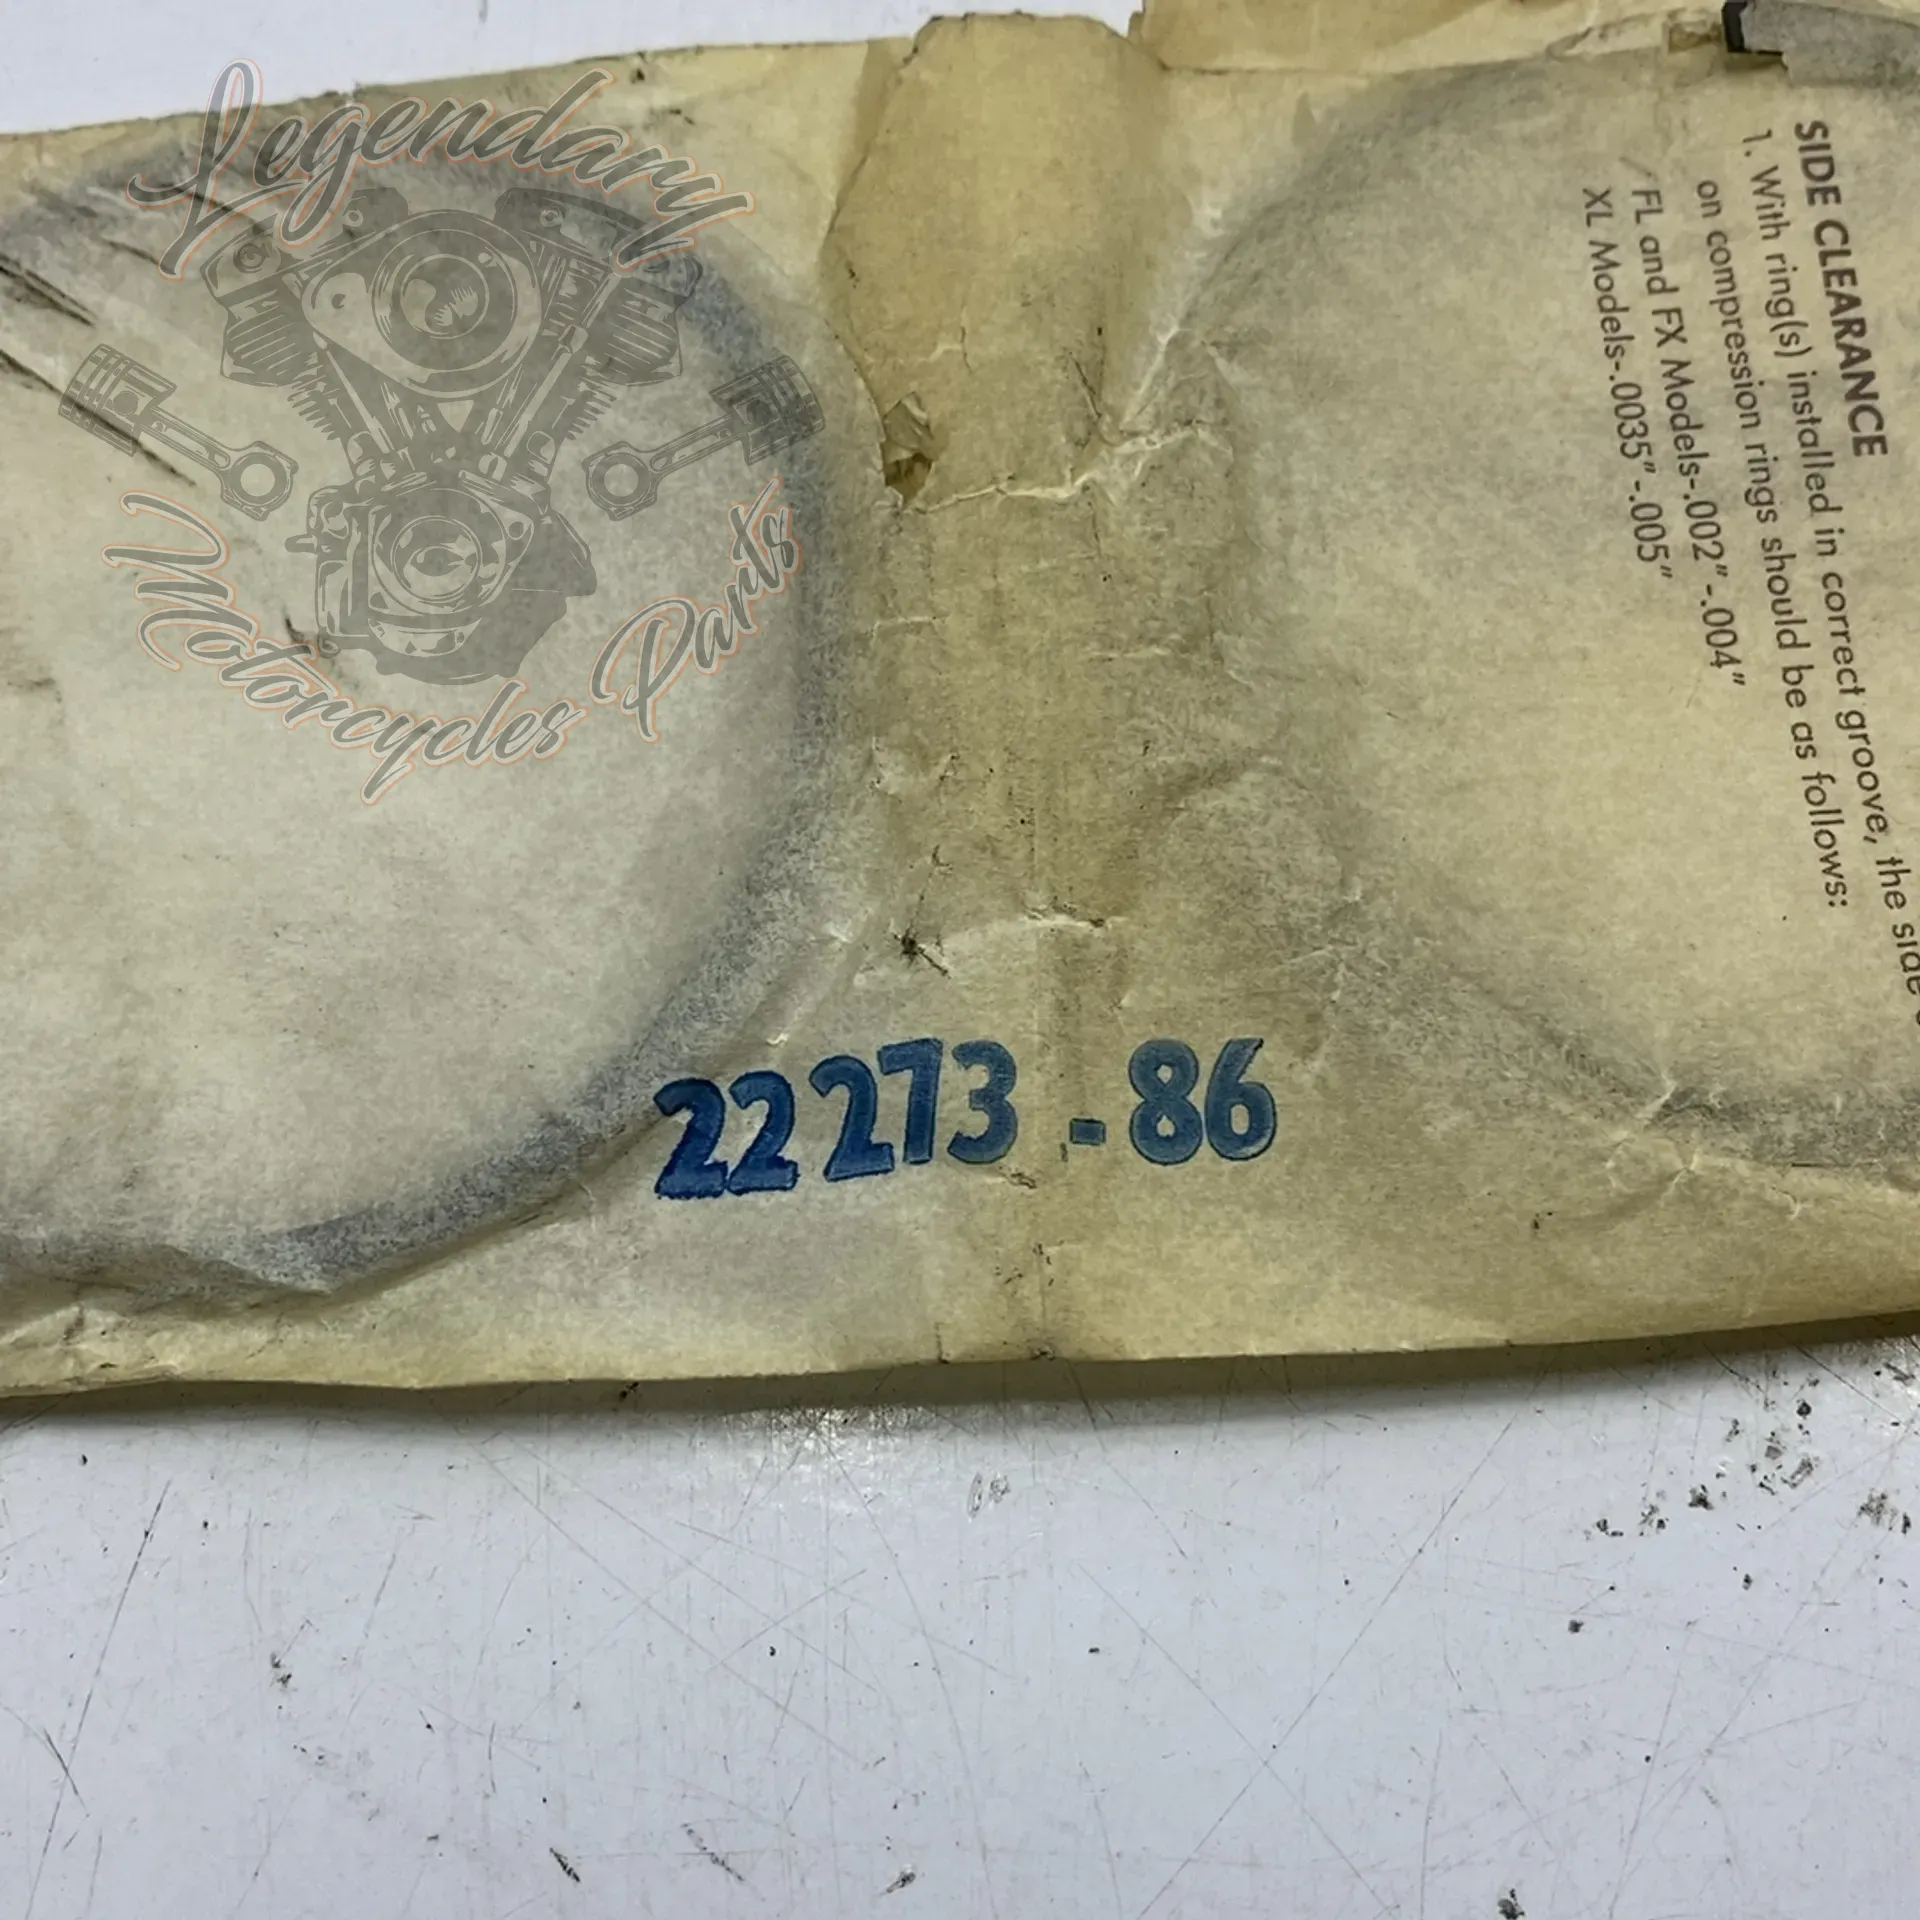 Legendary
Motorcycles Parts
SIDE CLEARANCE
1. With ring(s) installed in correct groove, the side
on compression rings should be as follows:
FL and FX Models-.002"-.004"
XL Models-.0035"-.005"
22273-86